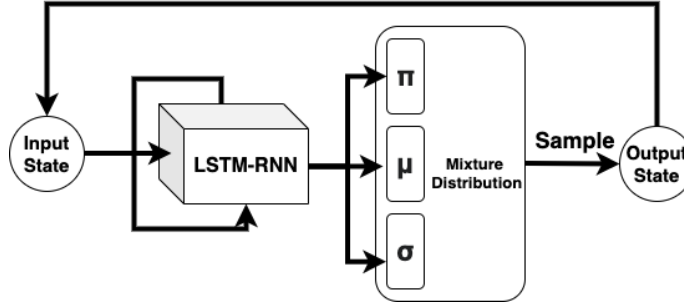 Input
State
LSTM-RNN
π
μ
σ
Mixture
Distribution
Sample
Output
State